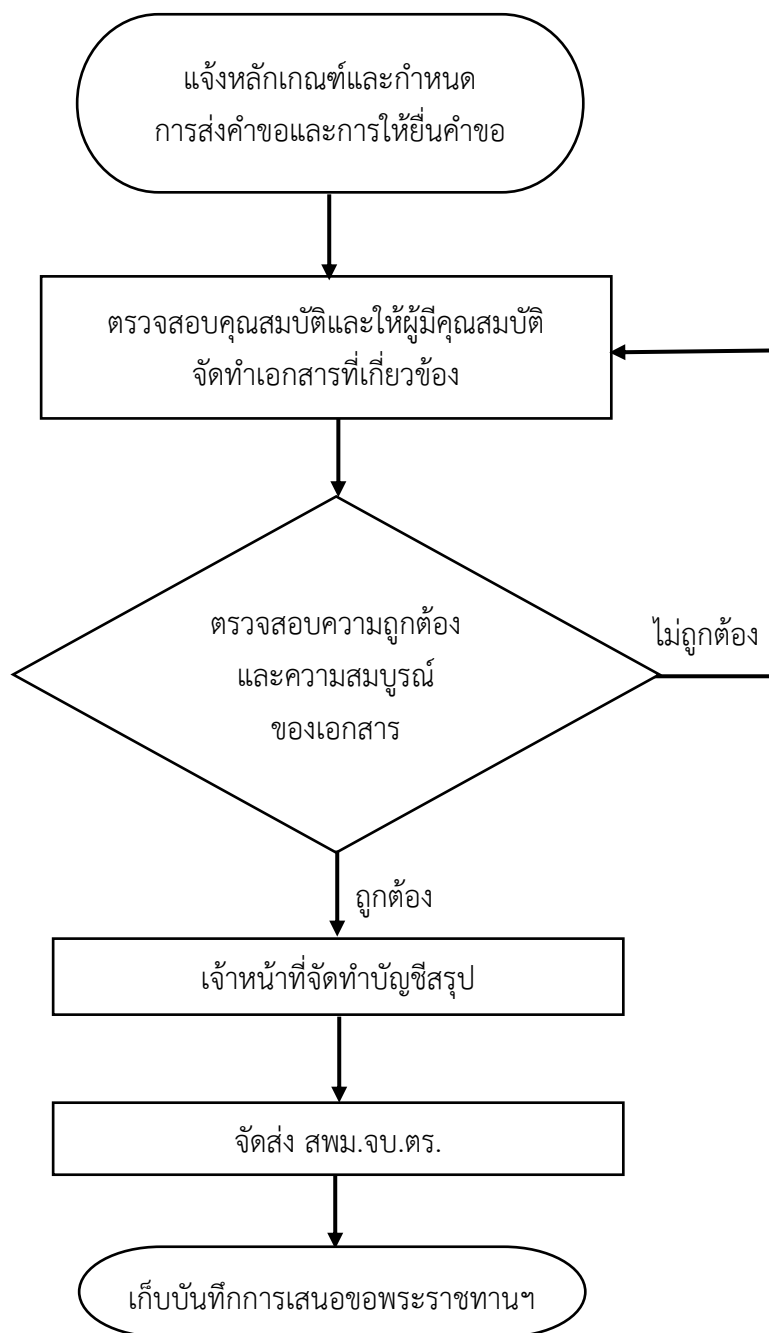 แจ้งหลักเกณฑ์และกำหนด
การส่งคำขอและการให้ยื่นคำขอ
ตรวจสอบคุณสมบัติและให้ผู้มีคุณสมบัติ
จัดทำเอกสารที่เกี่ยวข้อง
ตรวจสอบความถูกต้อง
และความสมบูรณ์
ของเอกสาร
ไม่ถูกต้อง
ถูกต้อง
เจ้าหน้าที่จัดทำบัญชีสรุป
จัดส่ง สพม.จบ.ตร.
เก็บบันทึกการเสนอขอพระราชทานฯ